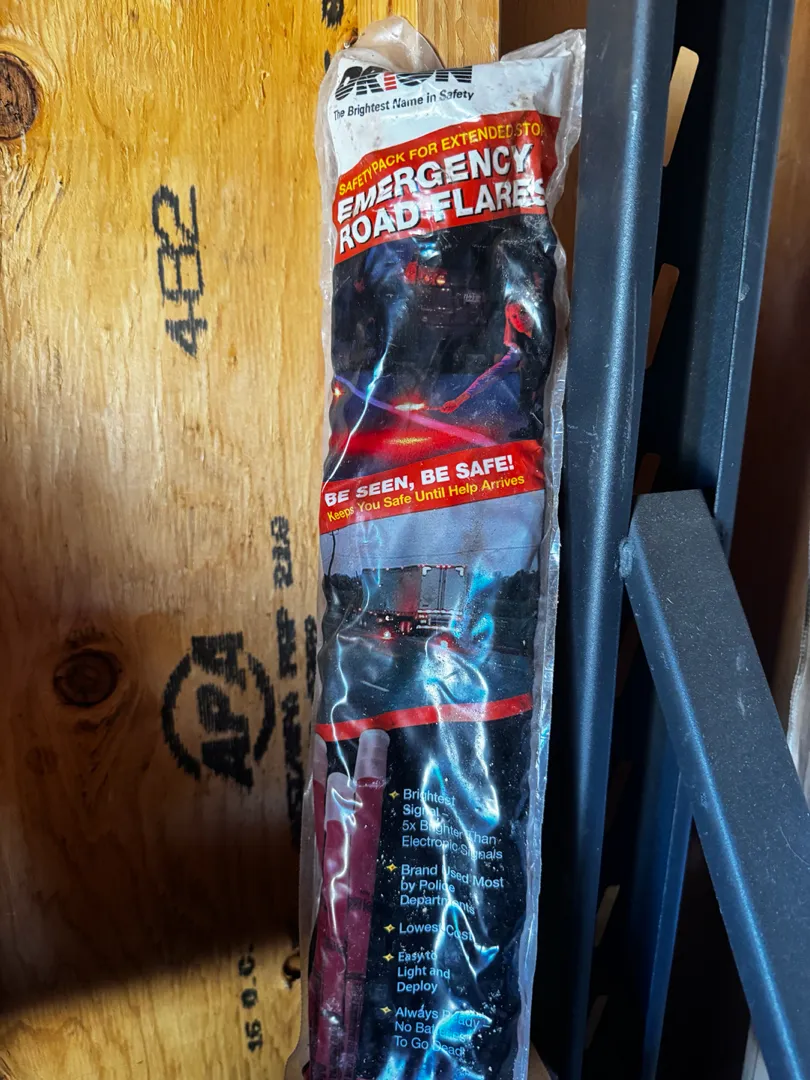 ORION
The Brightest Name in Safety
SAFETY PACK FOR EXTENDED STO
EMERGENCY
ROAD FLARES
BE SEEN, BE SAFE!
Keeps You Safe Until Help Arrives
Brightest
Signal –
5x Brighter Than
Electronic Signals
Brand Used Most
by Police
Departments
Lowest Cost
Easy to
Light and
Deploy
Always Ready –
No Batteries
To Go Dead!
482
APA